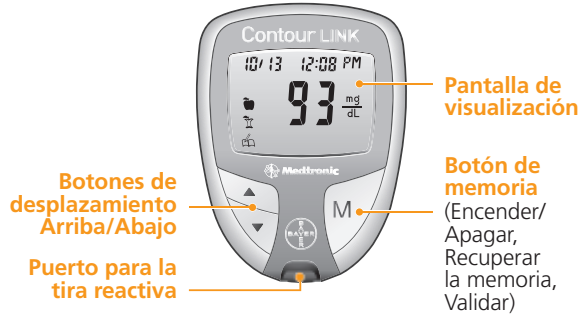 Contour LINK
10/13 12:08 PM
93 mg/dL
Medtronic
M
BAYER
BAYER
Pantalla de
visualización
Botón de
memoria
(Encender/
Apagar,
Recuperar
la memoria,
Validar)
Botones de
desplazamiento
Arriba/Abajo
Puerto para la
tira reactiva